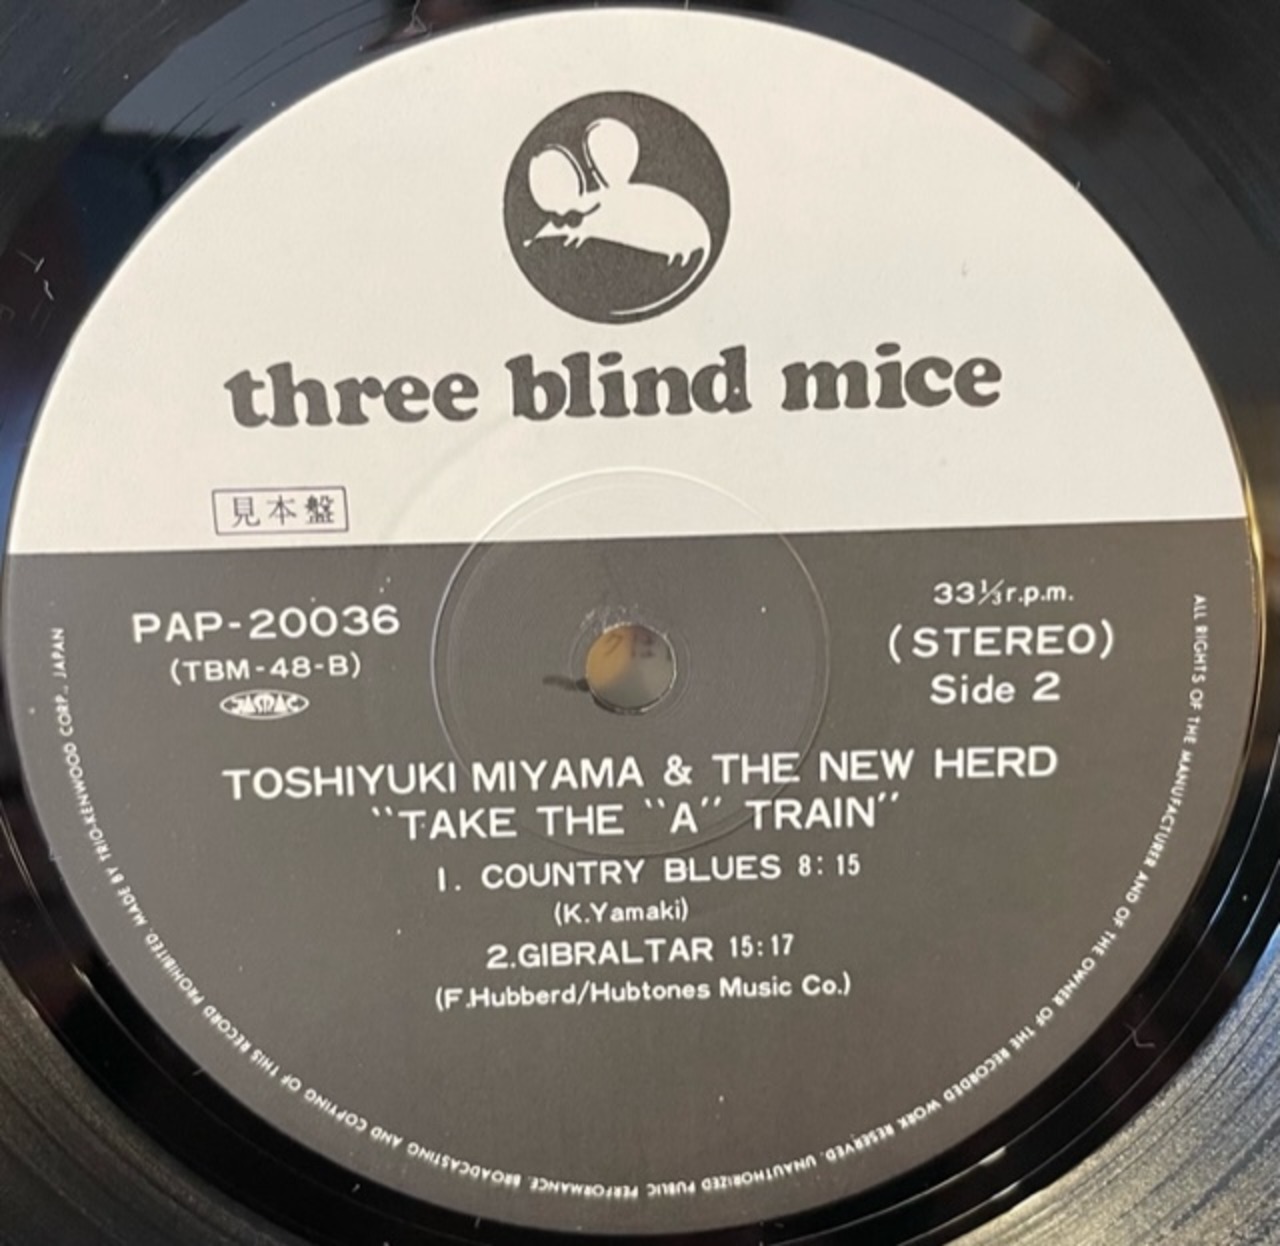 three blind mice
見本盤
PAP-20036
(TBM-48-B)
JASRAC
33⅓r.p.m.
(STEREO)
Side 2
TOSHIYUKI MIYAMA & THE NEW HERD
"TAKE THE "A" TRAIN"
1. COUNTRY BLUES 8:15
(K.Yamaki)
2.GIBRALTAR 15:17
(F.Hubberd/Hubtones Music Co.)
ALL RIGHTS OF THE MANUFACTURER AND OF THE OWNER OF THE RECORDED WORK RESERVED. UNAUTHORIZED PUBLIC PERFORMANCE, BROADCASTING AND COPYING OF THIS RECORD PROHIBITED. MADE BY TRIO-KENWOOD CORP., JAPAN